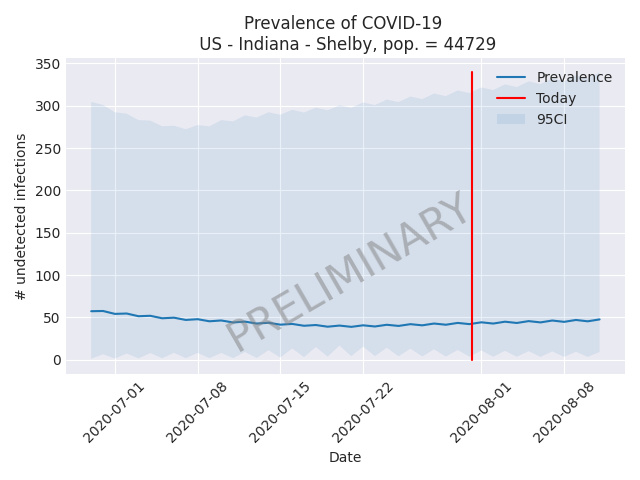 Prevalence of COVID-19
US - Indiana - Shelby, pop. = 44729
350
300
250
200
150
100
50
0
# undetected infections
Prevalence
Today
95CI
PRELIMINARY
2020-07-01
2020-07-08
2020-07-15
2020-07-22
2020-08-01
2020-08-08
Date